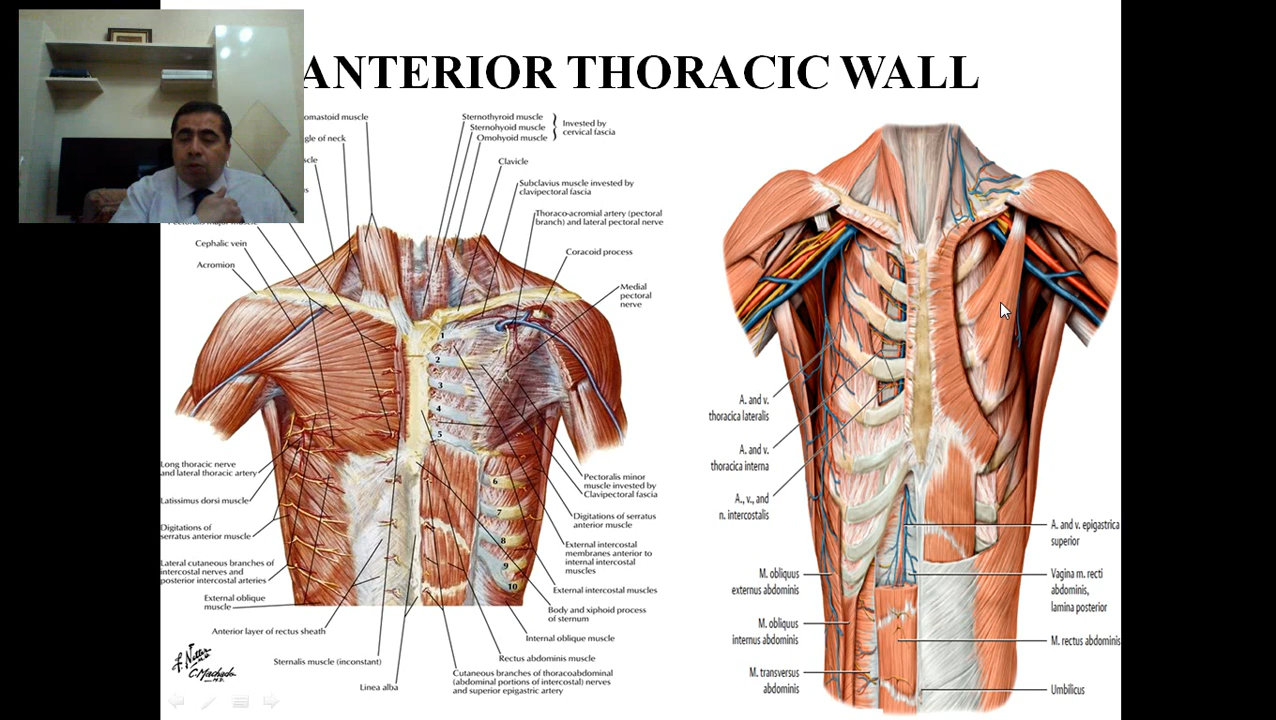 ANTERIOR THORACIC WALL
omastoid muscle
gle of neck
scle
Cephalic vein
Acromion
Sternothyroid muscle
Sternohyoid muscle
Omohyoid muscle
Invested by
cervical fascia
Clavicle
Subclavius muscle invested by
clavipectoral fascia
Thoraco-acromial artery (pectoral
branch) and lateral pectoral nerve
Coracoid process
Medial
pectoral
nerve
1
2
3
4
5
6
7
8
9
10
Long thoracic nerve
and lateral thoracic artery
Latissimus dorsi muscle
Digitations of
serratus anterior muscle
Lateral cutaneous branches of
intercostal nerves and
posterior intercostal arteries
External oblique
muscle
Anterior layer of rectus sheath
Sternalis muscle (inconstant)
Linea alba
Pectoralis minor
muscle invested by
Clavipectoral fascia
Digitations of serratus
anterior muscle
External intercostal
membranes anterior to
internal intercostal
muscles
External intercostal muscles
Body and xiphoid process
of sternum
Internal oblique muscle
Rectus abdominis muscle
Cutaneous branches of thoracoabdominal
(abdominal portions of intercostal) nerves
and superior epigastric artery
F. Netter
M.D.
C. Machado
M.D.
A. and v.
thoracica lateralis
A. and v.
thoracica interna
A., v., and
n. intercostalis
M. obliquus
externus abdominis
M. obliquus
internus abdominis
M. transversus
abdominis
A. and v. epigastrica
superior
Vagina m. recti
abdominis,
lamina posterior
M. rectus abdominis
Umbilicus